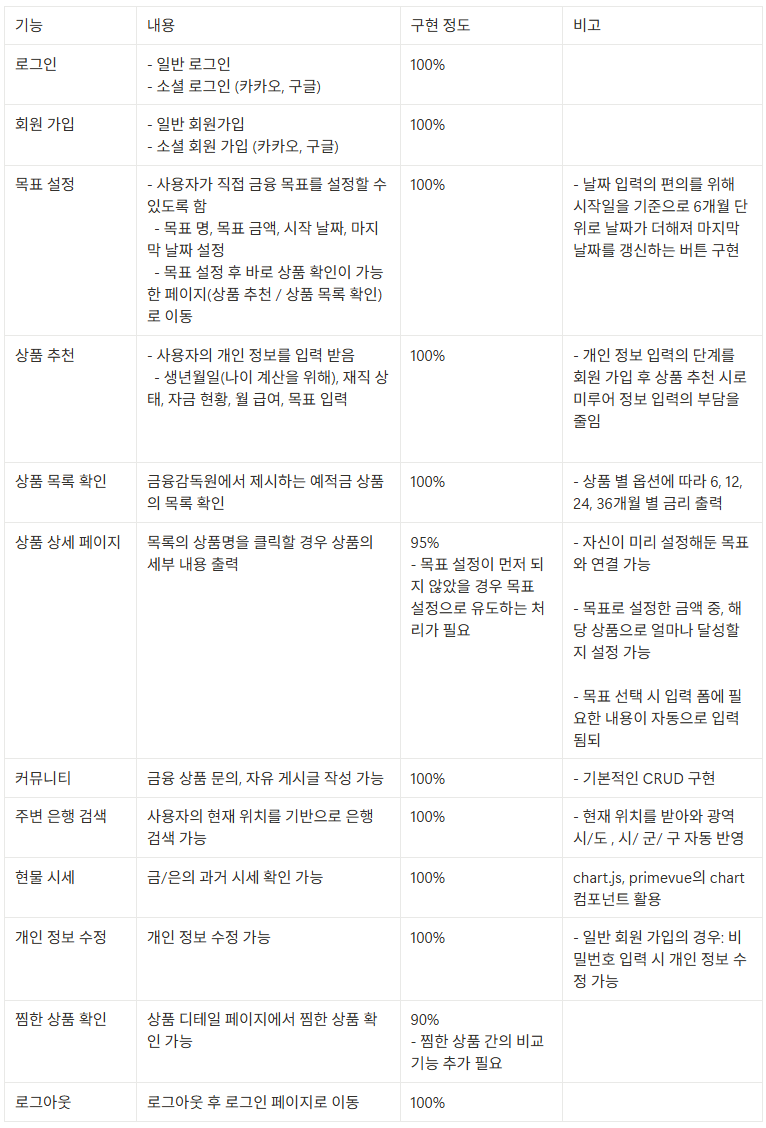 기능 내용 구현 정도 비고
로그인 - 일반 로그인 100%
- 소셜 로그인 (카카오, 구글)
회원 가입 - 일반 회원가입 100%
- 소셜 회원 가입 (카카오, 구글)
목표 설정 - 사용자가 직접 금융 목표를 설정할 수 100% - 날짜 입력의 편의를 위해
있도록 함 시작일을 기준으로 6개월 단
- 목표 명, 목표 금액, 시작 날짜, 마지 위로 날짜가 더해져 마지막
막 날짜 설정 날짜를 갱신하는 버튼 구현
- 목표 설정 후 바로 상품 확인이 가능
한 페이지(상품 추천 / 상품 목록 확인)
로 이동
상품 추천 - 사용자의 개인 정보를 입력 받음 100% - 개인 정보 입력의 단계를
- 생년월일(나이 계산을 위해), 재직 상 회원 가입 후 상품 추천 시로
태, 자금 현황, 월 급여, 목표 입력 미루어 정보 입력의 부담을
줄임
상품 목록 확인 금융감독원에서 제시하는 예적금 상품 100% - 상품 별 옵션에 따라 6, 12,
의 목록 확인 24, 36개월 별 금리 출력
상품 상세 페이지 목록의 상품명을 클릭할 경우 상품의 95% - 자신이 미리 설정해둔 목표
세부 내용 출력 - 목표 설정이 먼저 되 와 연결 가능
지 않았을 경우 목표
설정으로 유도하는 처 - 목표로 설정한 금액 중, 해
리가 필요 당 상품으로 얼마나 달성할
지 설정 가능
- 목표 선택 시 입력 폼에 필
요한 내용이 자동으로 입력
됨되
커뮤니티 금융 상품 문의, 자유 게시글 작성 가능 100% - 기본적인 CRUD 구현
주변 은행 검색 사용자의 현재 위치를 기반으로 은행 100% - 현재 위치를 받아와 광역
검색 가능 시/도 , 시/ 군/ 구 자동 반영
현물 시세 금/은의 과거 시세 확인 가능 100% chart.js, primevue의 chart
컴포넌트 활용
개인 정보 수정 개인 정보 수정 가능 100% - 일반 회원 가입의 경우: 비
밀번호 입력 시 개인 정보 수
정 가능
찜한 상품 확인 상품 디테일 페이지에서 찜한 상품 확 90%
인 가능 - 찜한 상품 간의 비교
기능 추가 필요
로그아웃 로그아웃 후 로그인 페이지로 이동 100%